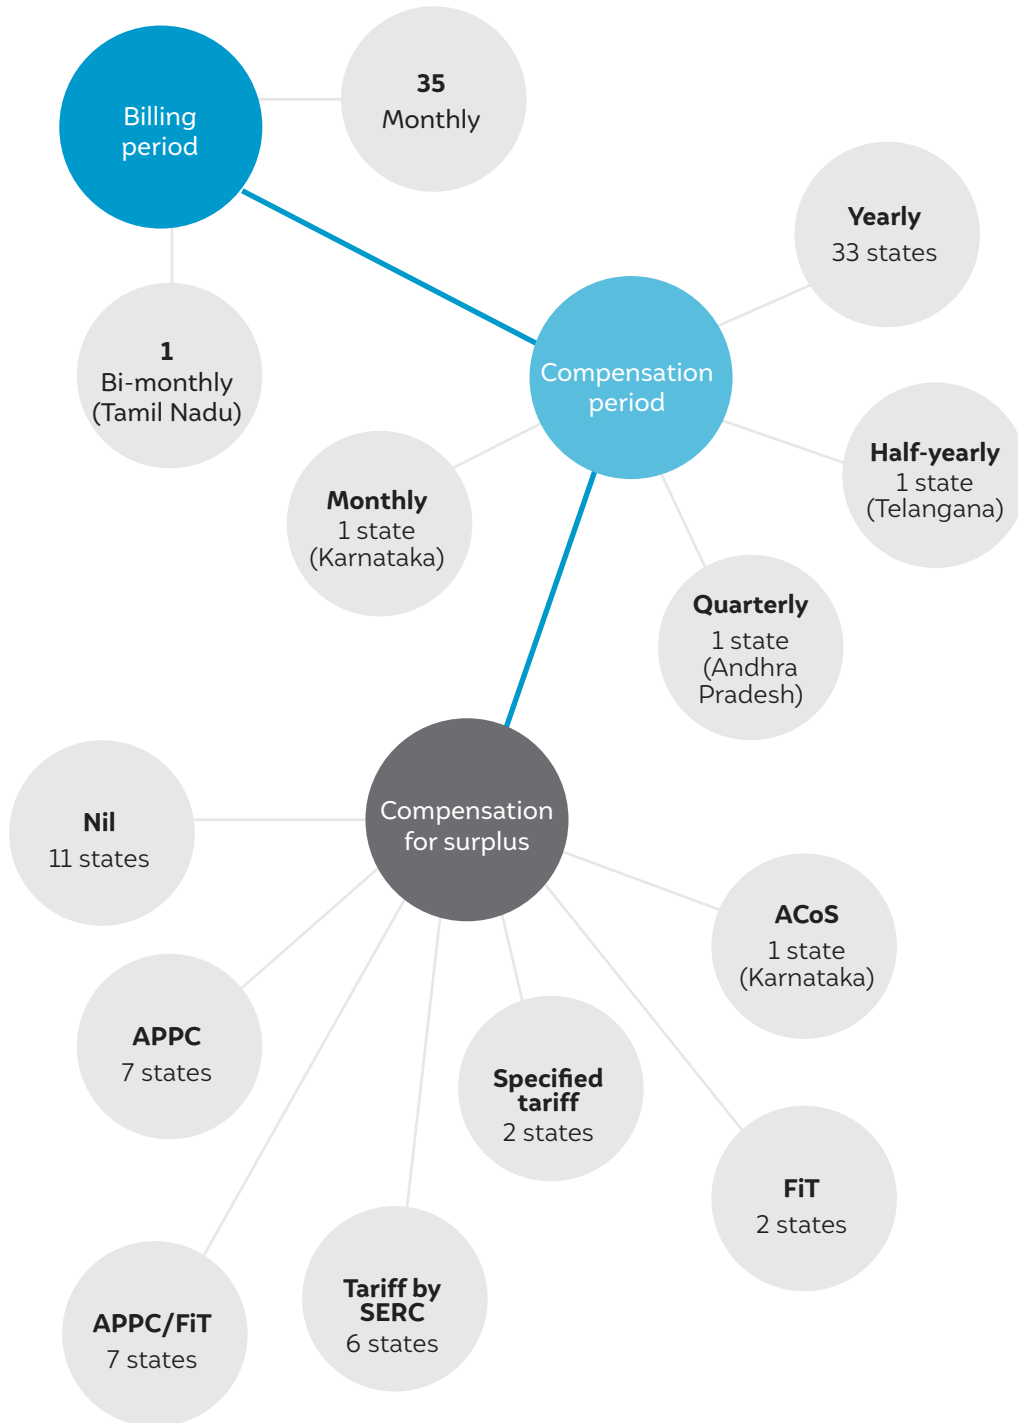 Billing
period
35
Monthly
1
Bi-monthly
(Tamil Nadu)
Compensation
period
Yearly
33 states
Half-yearly
1 state
(Telangana)
Quarterly
1 state
(Andhra
Pradesh)
Monthly
1 state
(Karnataka)
Compensation
for surplus
Nil
11 states
APPC
7 states
APPC/FiT
7 states
Tariff by
SERC
6 states
Specified
tariff
2 states
FiT
2 states
ACoS
1 state
(Karnataka)